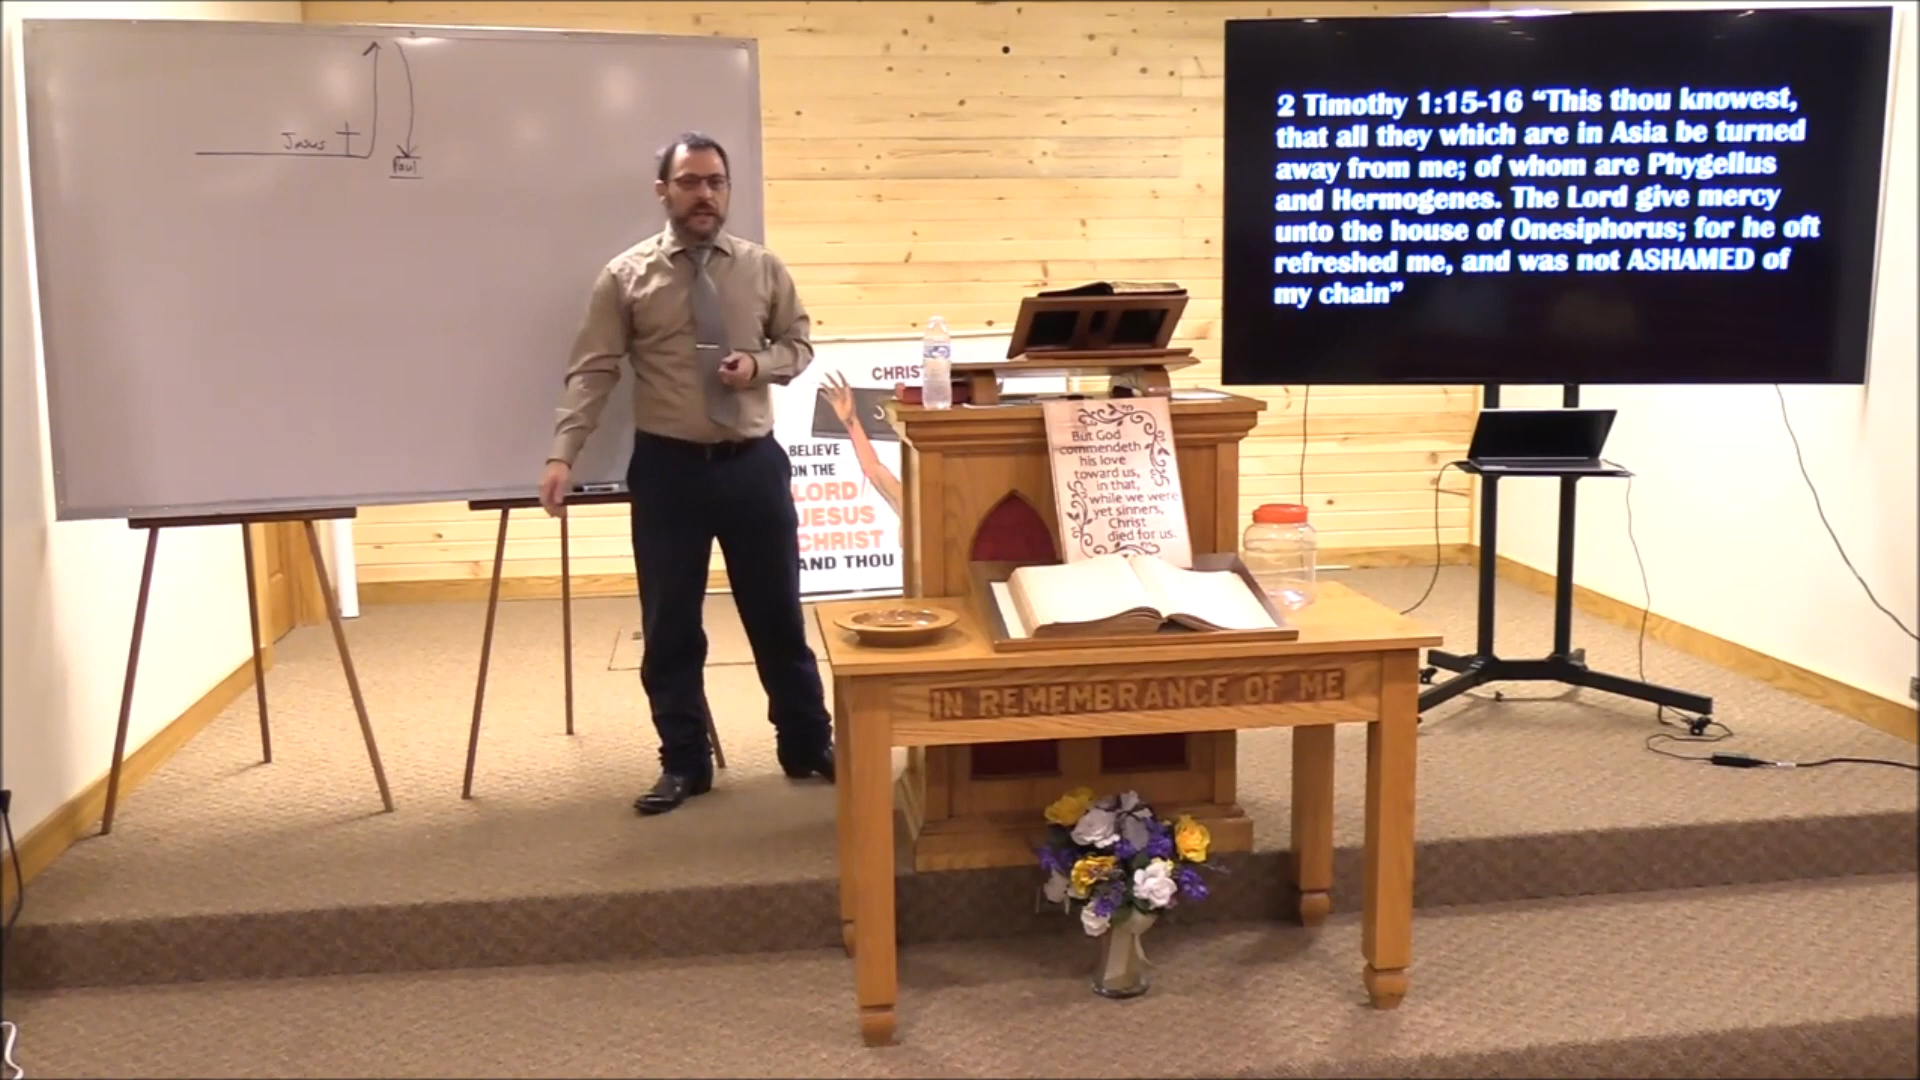 Jesus
Paul
2 Timothy 1:15-16 “This thou knowest,
that all they which are in Asia be turned
away from me; of whom are Phygellus
and Hermogenes. The Lord give mercy
unto the house of Onesiphorus; for he oft
refreshed me, and was not ASHAMED of
my chain”
BELIEVE
ON THE
LORD
JESUS
CHRIST
AND THOU
But God
commendeth
his love
toward us,
in that,
while we were
yet sinners,
Christ
died for us.
IN REMEMBRANCE OF ME